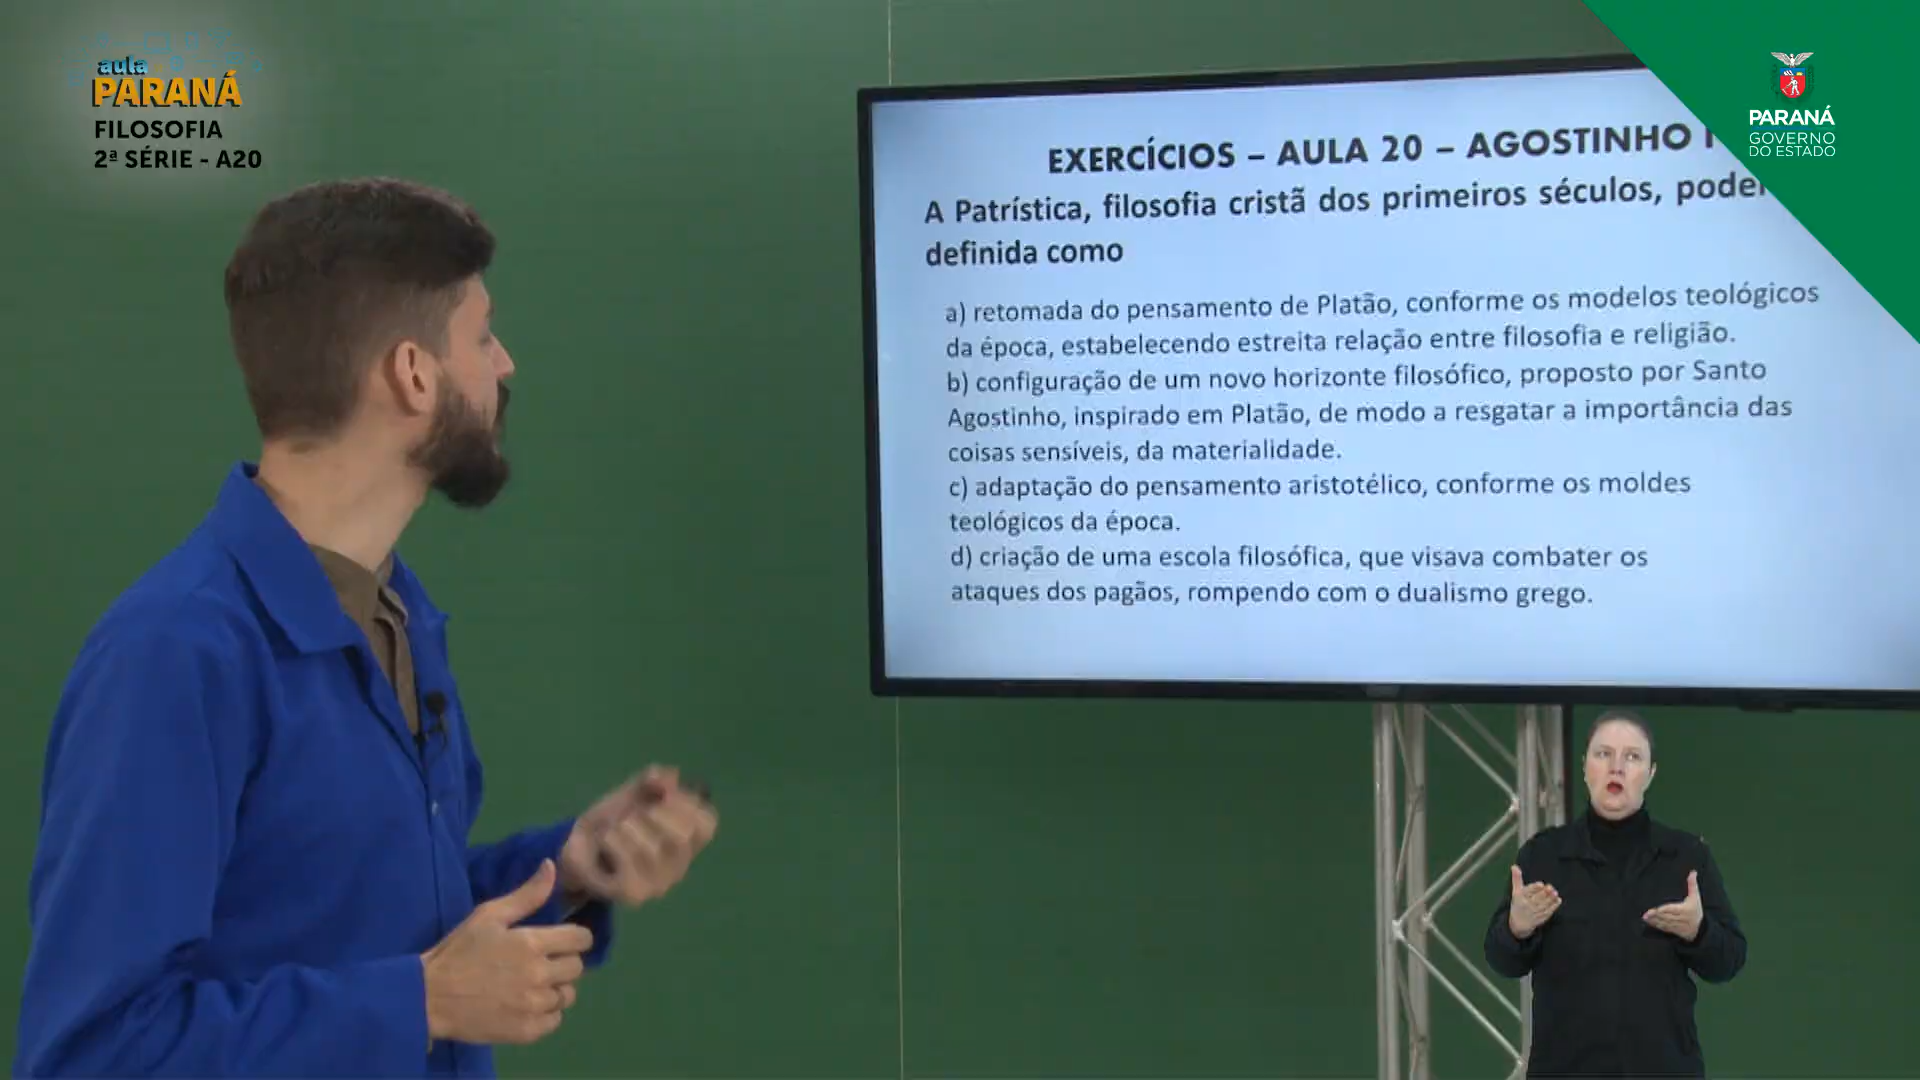 aula
PARANÁ
FILOSOFIA
2ª SÉRIE - A20
PARANÁ
GOVERNO
DO ESTADO
EXERCÍCIOS – AULA 20 – AGOSTINHO
A Patrística, filosofia cristã dos primeiros séculos,
definida como
a) retomada do pensamento de Platão, conforme os modelos teológicos
da época, estabelecendo estreita relação entre filosofia e religião.
b) configuração de um novo horizonte filosófico, proposto por Santo
Agostinho, inspirado em Platão, de modo a resgatar a importância das
coisas sensíveis, da materialidade.
c) adaptação do pensamento aristotélico, conforme os moldes
teológicos da época.
d) criação de uma escola filosófica, que visava combater os
ataques dos pagãos, rompendo com o dualismo grego.